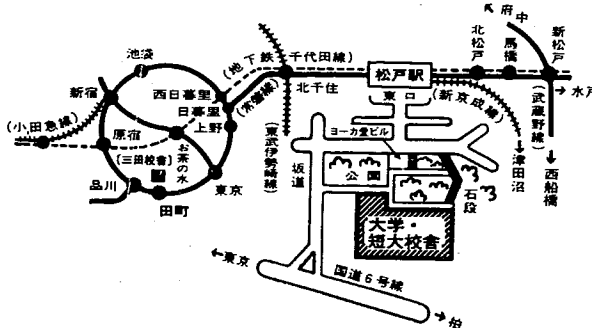 府中
北松戸
馬橋
新松戸
池袋
(地下鉄・千代田線)
松戸駅
水戸
新宿
西日暮里
(常盤線)
北千住
東口
(新京成線)
(武蔵野線)
日暮里
(小田急線)
上野
原宿
ヨーカ堂ビル
[三田校舎]
お茶の水
(東武伊勢崎線)
坂道
公園
石段
津田沼
西船橋
品川
東京
田町
大学・
短大校舎
東京
国道6号線
柏